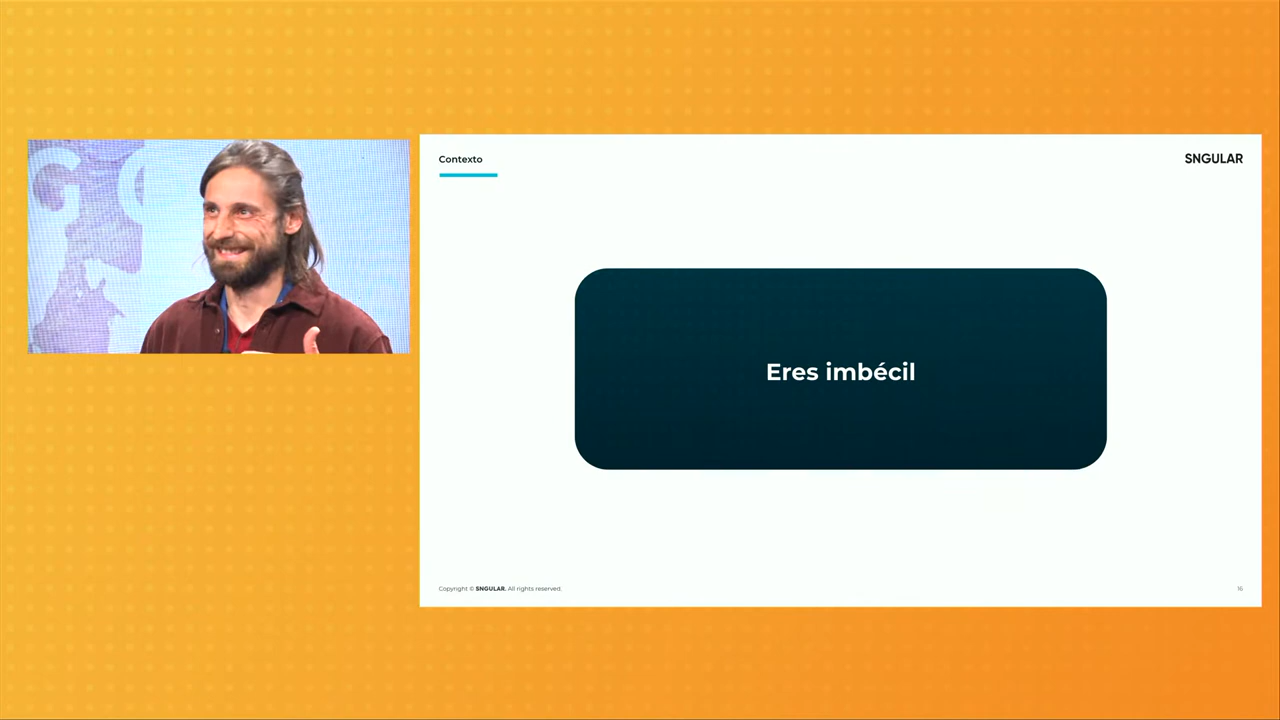 Contexto
SNGULAR
Eres imbécil
Copyright © SNGULAR. All rights reserved.
16